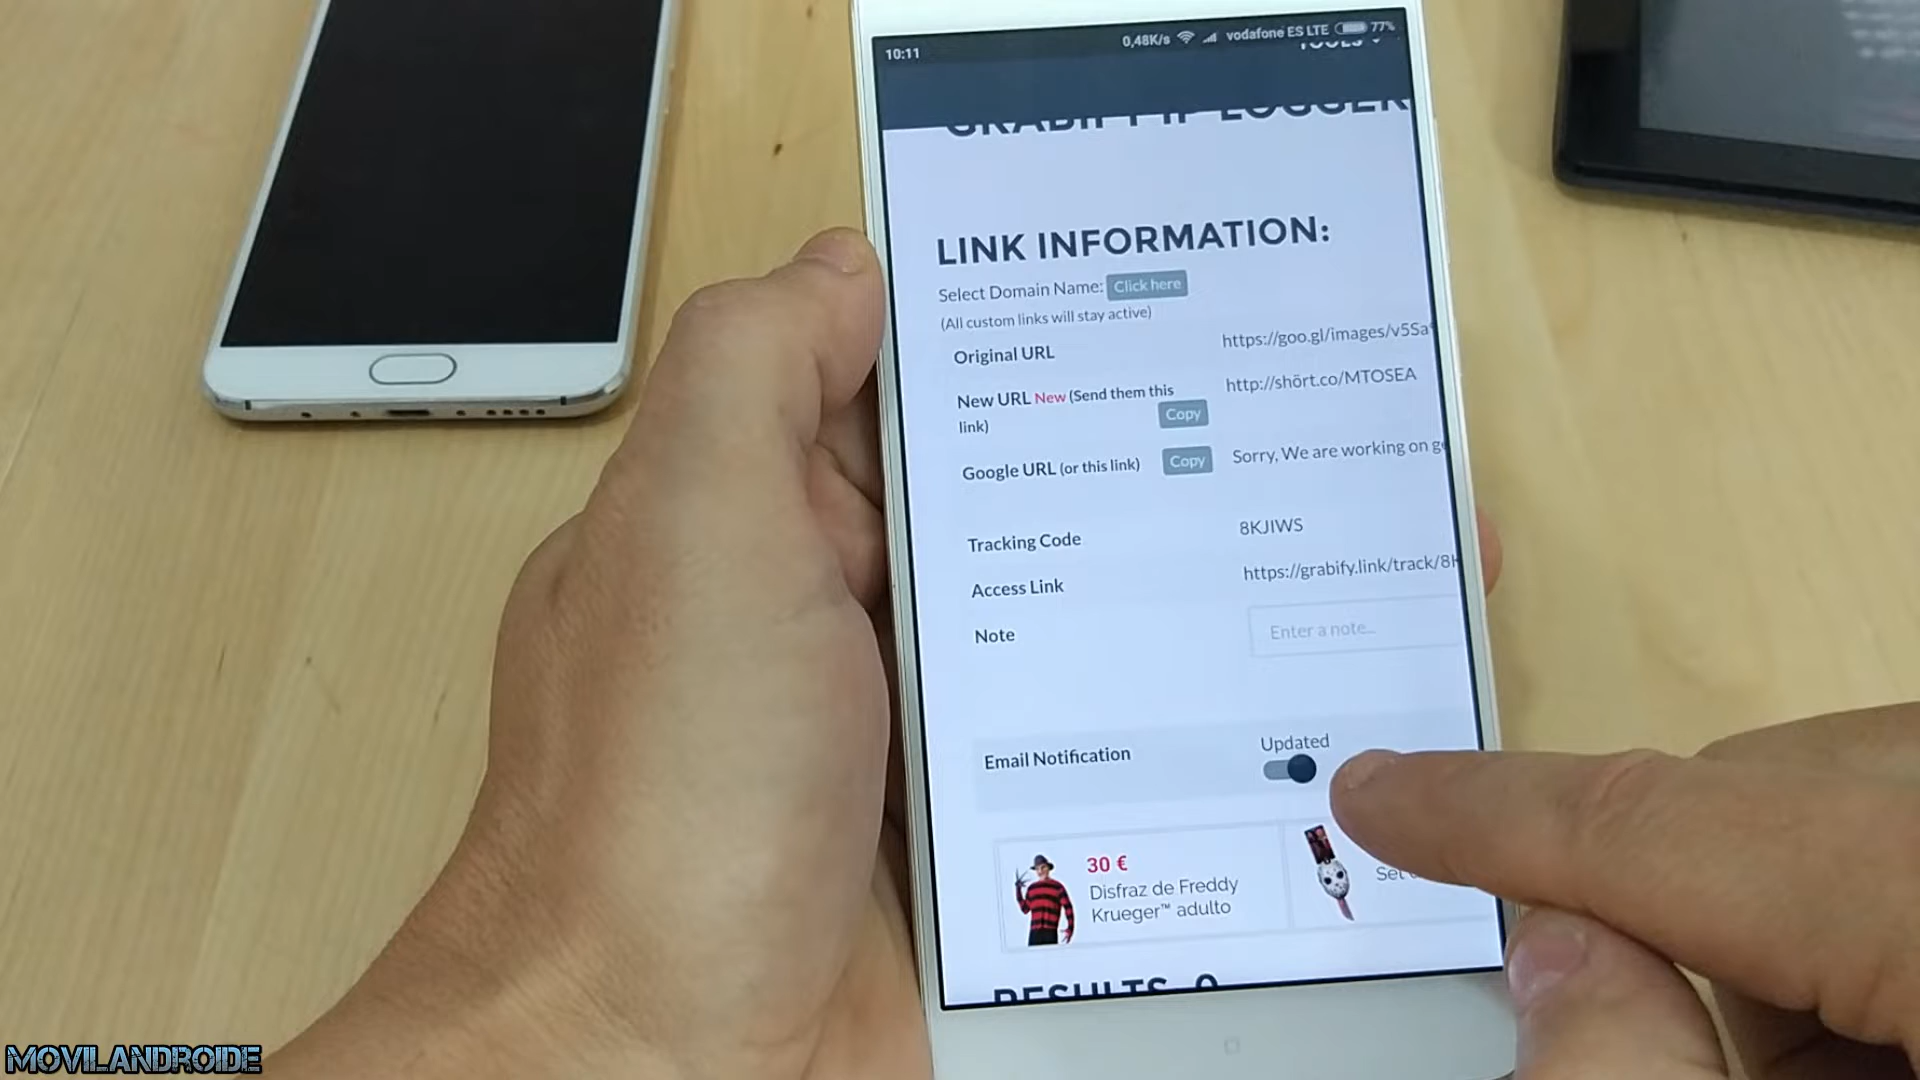 10:11 0,48K/s vodafone ES LTE 77%
TOOLS
GRABIFY IP LOGGER
LINK INFORMATION:
Select Domain Name: Click here
(All custom links will stay active)
Original URL https://goo.gl/images/v5Sa
New URL New (Send them this link) Copy http://shört.co/MTOSEA
Google URL (or this link) Copy Sorry, We are working on g
Tracking Code 8KJIWS
Access Link https://grabify.link/track/8K
Note Enter a note...
Email Notification Updated
30 €
Disfraz de Freddy
Krueger™ adulto
Set
RESULTS
MOVILANDROIDE